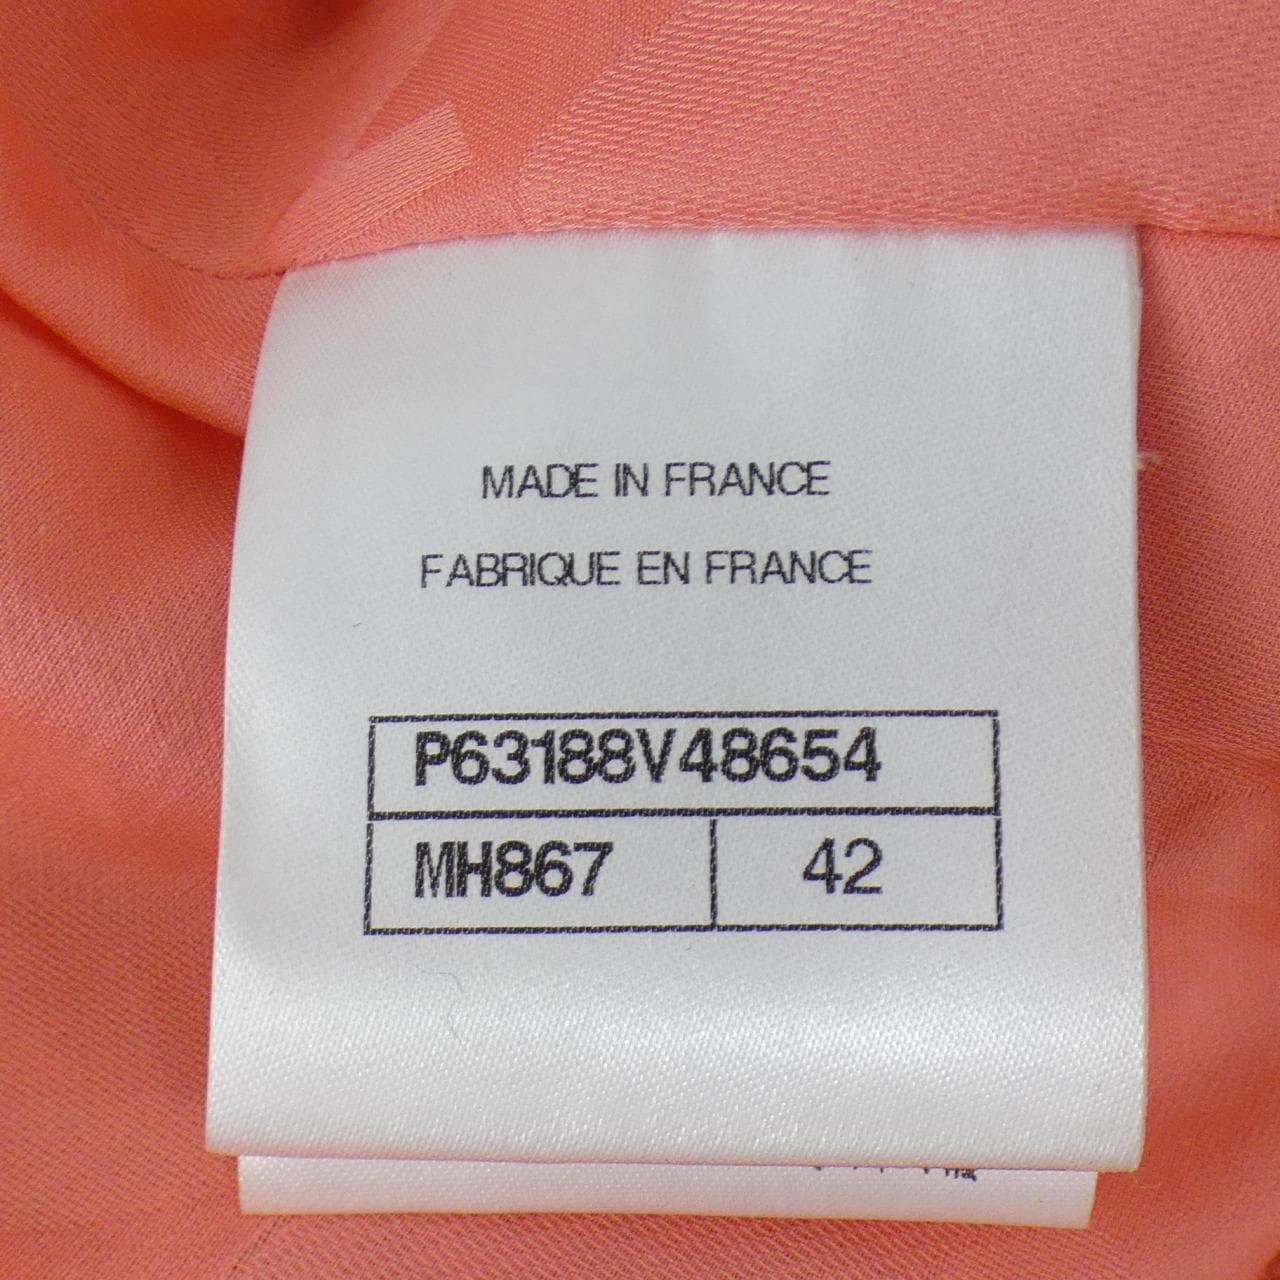 MADE IN FRANCE
FABRIQUE EN FRANCE
P63188V48654
MH867 42